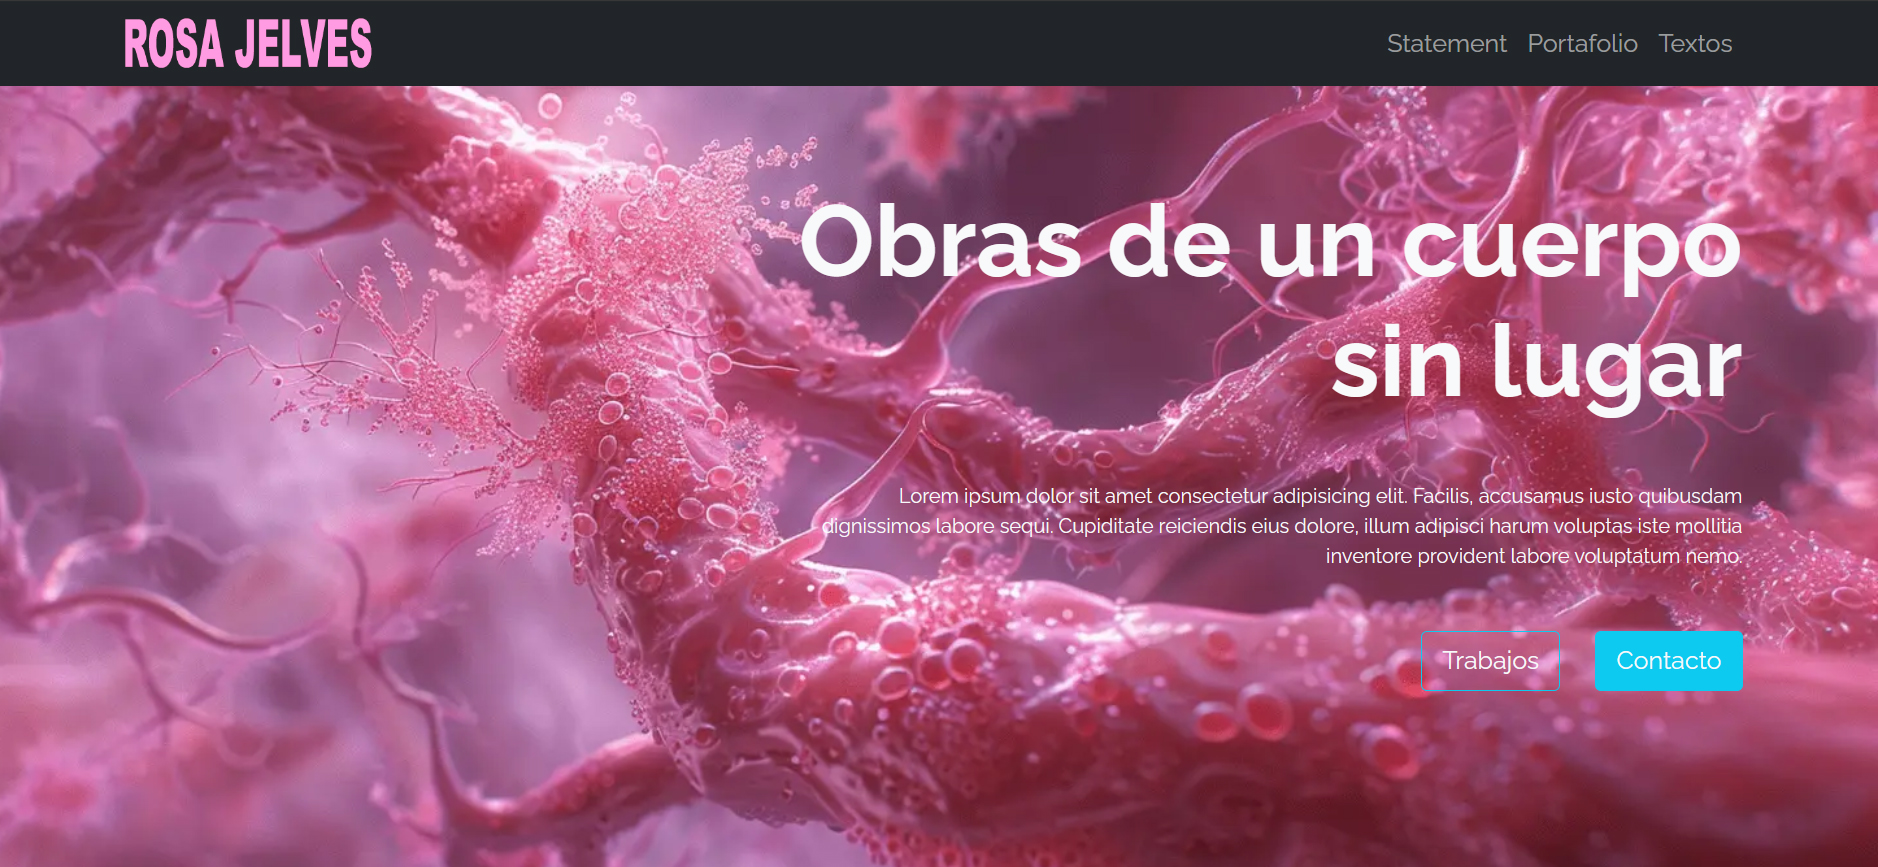 ROSA JELVES
Statement Portafolio Textos
Obras de un cuerpo
sin lugar
Lorem ipsum dolor sit amet consectetur adipisicing elit. Facilis, accusamus iusto quibusdam
dignissimos labore sequi. Cupiditate reiciendis eius dolore, illum adipisci harum voluptas iste mollitia
inventore provident labore voluptatum nemo.
Trabajos Contacto